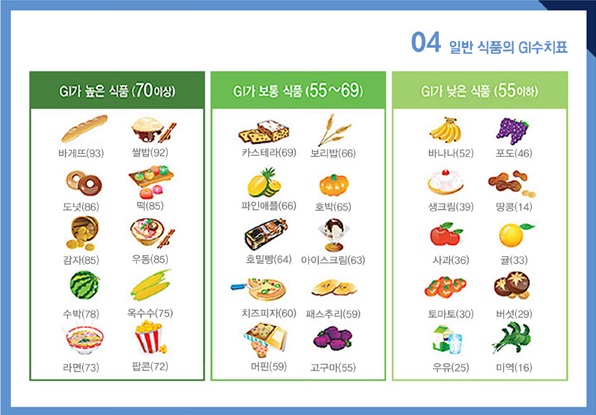 04 일반 식품의 GI수치표
GI가 높은 식품 (70이상)
바게뜨(93) 쌀밥(92)
도넛(86) 떡(85)
감자(85) 우동(85)
수박(78) 옥수수(75)
라면(73) 팝콘(72)
GI가 보통 식품 (55~69)
카스테라(69) 보리밥(66)
파인애플(66) 호박(65)
호밀빵(64) 아이스크림(63)
치즈피자(60) 패스추리(59)
머핀(59) 고구마(55)
GI가 낮은 식품 (55이하)
바나나(52) 포도(46)
생크림(39) 땅콩(14)
사과(36) 귤(33)
토마토(30) 버섯(29)
우유(25) 미역(16)